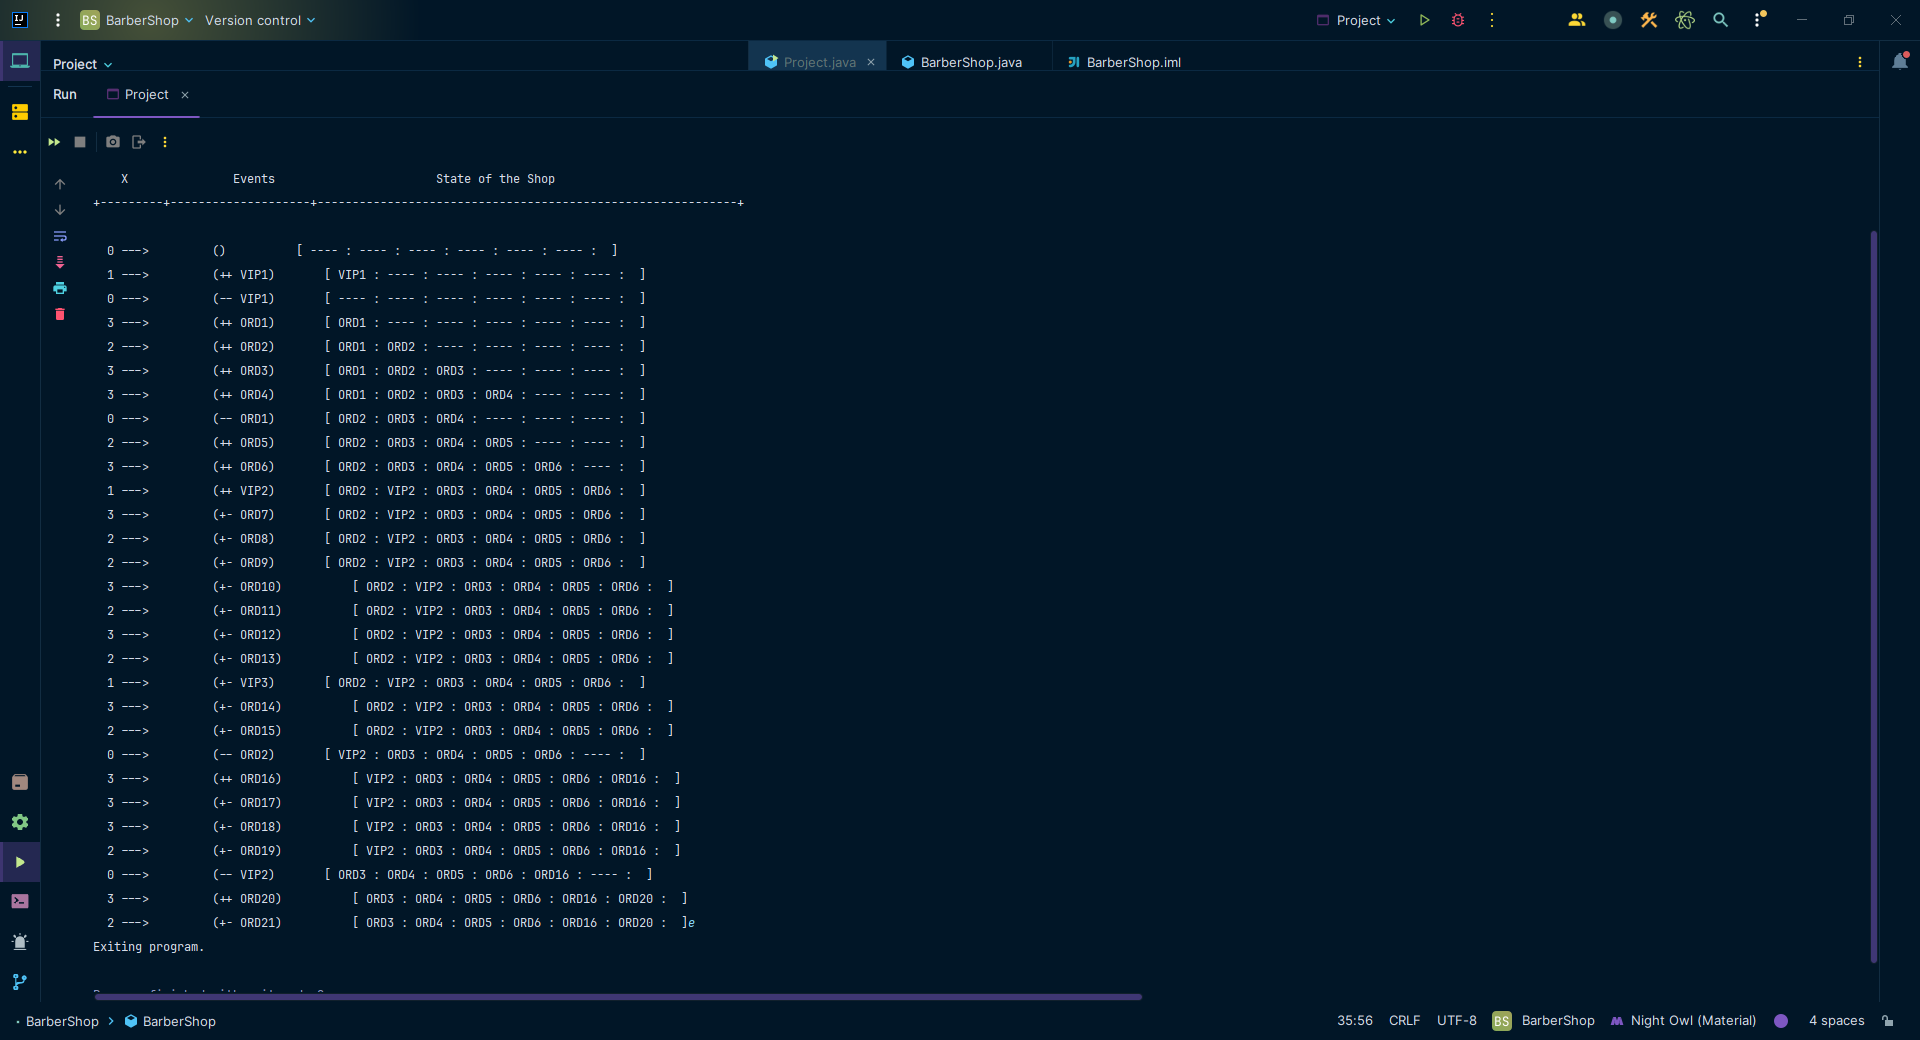 BS BarberShop Version control Project
Project Project.java BarberShop.java BarberShop.iml
Run Project
X Events State of the Shop
+---------+--------------------+------------------------------------------------------------+
0 ---> () [ ---- : ---- : ---- : ---- : ---- : ---- :  ]
1 ---> (++ VIP1) [ VIP1 : ---- : ---- : ---- : ---- : ---- :  ]
0 ---> (-- VIP1) [ ---- : ---- : ---- : ---- : ---- : ---- :  ]
3 ---> (++ ORD1) [ ORD1 : ---- : ---- : ---- : ---- : ---- :  ]
2 ---> (++ ORD2) [ ORD1 : ORD2 : ---- : ---- : ---- : ---- :  ]
3 ---> (++ ORD3) [ ORD1 : ORD2 : ORD3 : ---- : ---- : ---- :  ]
3 ---> (++ ORD4) [ ORD1 : ORD2 : ORD3 : ORD4 : ---- : ---- :  ]
0 ---> (-- ORD1) [ ORD2 : ORD3 : ORD4 : ---- : ---- : ---- :  ]
2 ---> (++ ORD5) [ ORD2 : ORD3 : ORD4 : ORD5 : ---- : ---- :  ]
3 ---> (++ ORD6) [ ORD2 : ORD3 : ORD4 : ORD5 : ORD6 : ---- :  ]
1 ---> (++ VIP2) [ ORD2 : VIP2 : ORD3 : ORD4 : ORD5 : ORD6 :  ]
3 ---> (+- ORD7) [ ORD2 : VIP2 : ORD3 : ORD4 : ORD5 : ORD6 :  ]
2 ---> (+- ORD8) [ ORD2 : VIP2 : ORD3 : ORD4 : ORD5 : ORD6 :  ]
2 ---> (+- ORD9) [ ORD2 : VIP2 : ORD3 : ORD4 : ORD5 : ORD6 :  ]
3 ---> (+- ORD10) [ ORD2 : VIP2 : ORD3 : ORD4 : ORD5 : ORD6 :  ]
2 ---> (+- ORD11) [ ORD2 : VIP2 : ORD3 : ORD4 : ORD5 : ORD6 :  ]
3 ---> (+- ORD12) [ ORD2 : VIP2 : ORD3 : ORD4 : ORD5 : ORD6 :  ]
2 ---> (+- ORD13) [ ORD2 : VIP2 : ORD3 : ORD4 : ORD5 : ORD6 :  ]
1 ---> (+- VIP3) [ ORD2 : VIP2 : ORD3 : ORD4 : ORD5 : ORD6 :  ]
3 ---> (+- ORD14) [ ORD2 : VIP2 : ORD3 : ORD4 : ORD5 : ORD6 :  ]
2 ---> (+- ORD15) [ ORD2 : VIP2 : ORD3 : ORD4 : ORD5 : ORD6 :  ]
0 ---> (-- ORD2) [ VIP2 : ORD3 : ORD4 : ORD5 : ORD6 : ---- :  ]
3 ---> (++ ORD16) [ VIP2 : ORD3 : ORD4 : ORD5 : ORD6 : ORD16 :  ]
3 ---> (+- ORD17) [ VIP2 : ORD3 : ORD4 : ORD5 : ORD6 : ORD16 :  ]
3 ---> (+- ORD18) [ VIP2 : ORD3 : ORD4 : ORD5 : ORD6 : ORD16 :  ]
2 ---> (+- ORD19) [ VIP2 : ORD3 : ORD4 : ORD5 : ORD6 : ORD16 :  ]
0 ---> (-- VIP2) [ ORD3 : ORD4 : ORD5 : ORD6 : ORD16 : ---- :  ]
3 ---> (++ ORD20) [ ORD3 : ORD4 : ORD5 : ORD6 : ORD16 : ORD20 :  ]
2 ---> (+- ORD21) [ ORD3 : ORD4 : ORD5 : ORD6 : ORD16 : ORD20 :  ]e
Exiting program.
BarberShop > BarberShop 35:56 CRLF UTF-8 BS BarberShop Night Owl (Material) 4 spaces